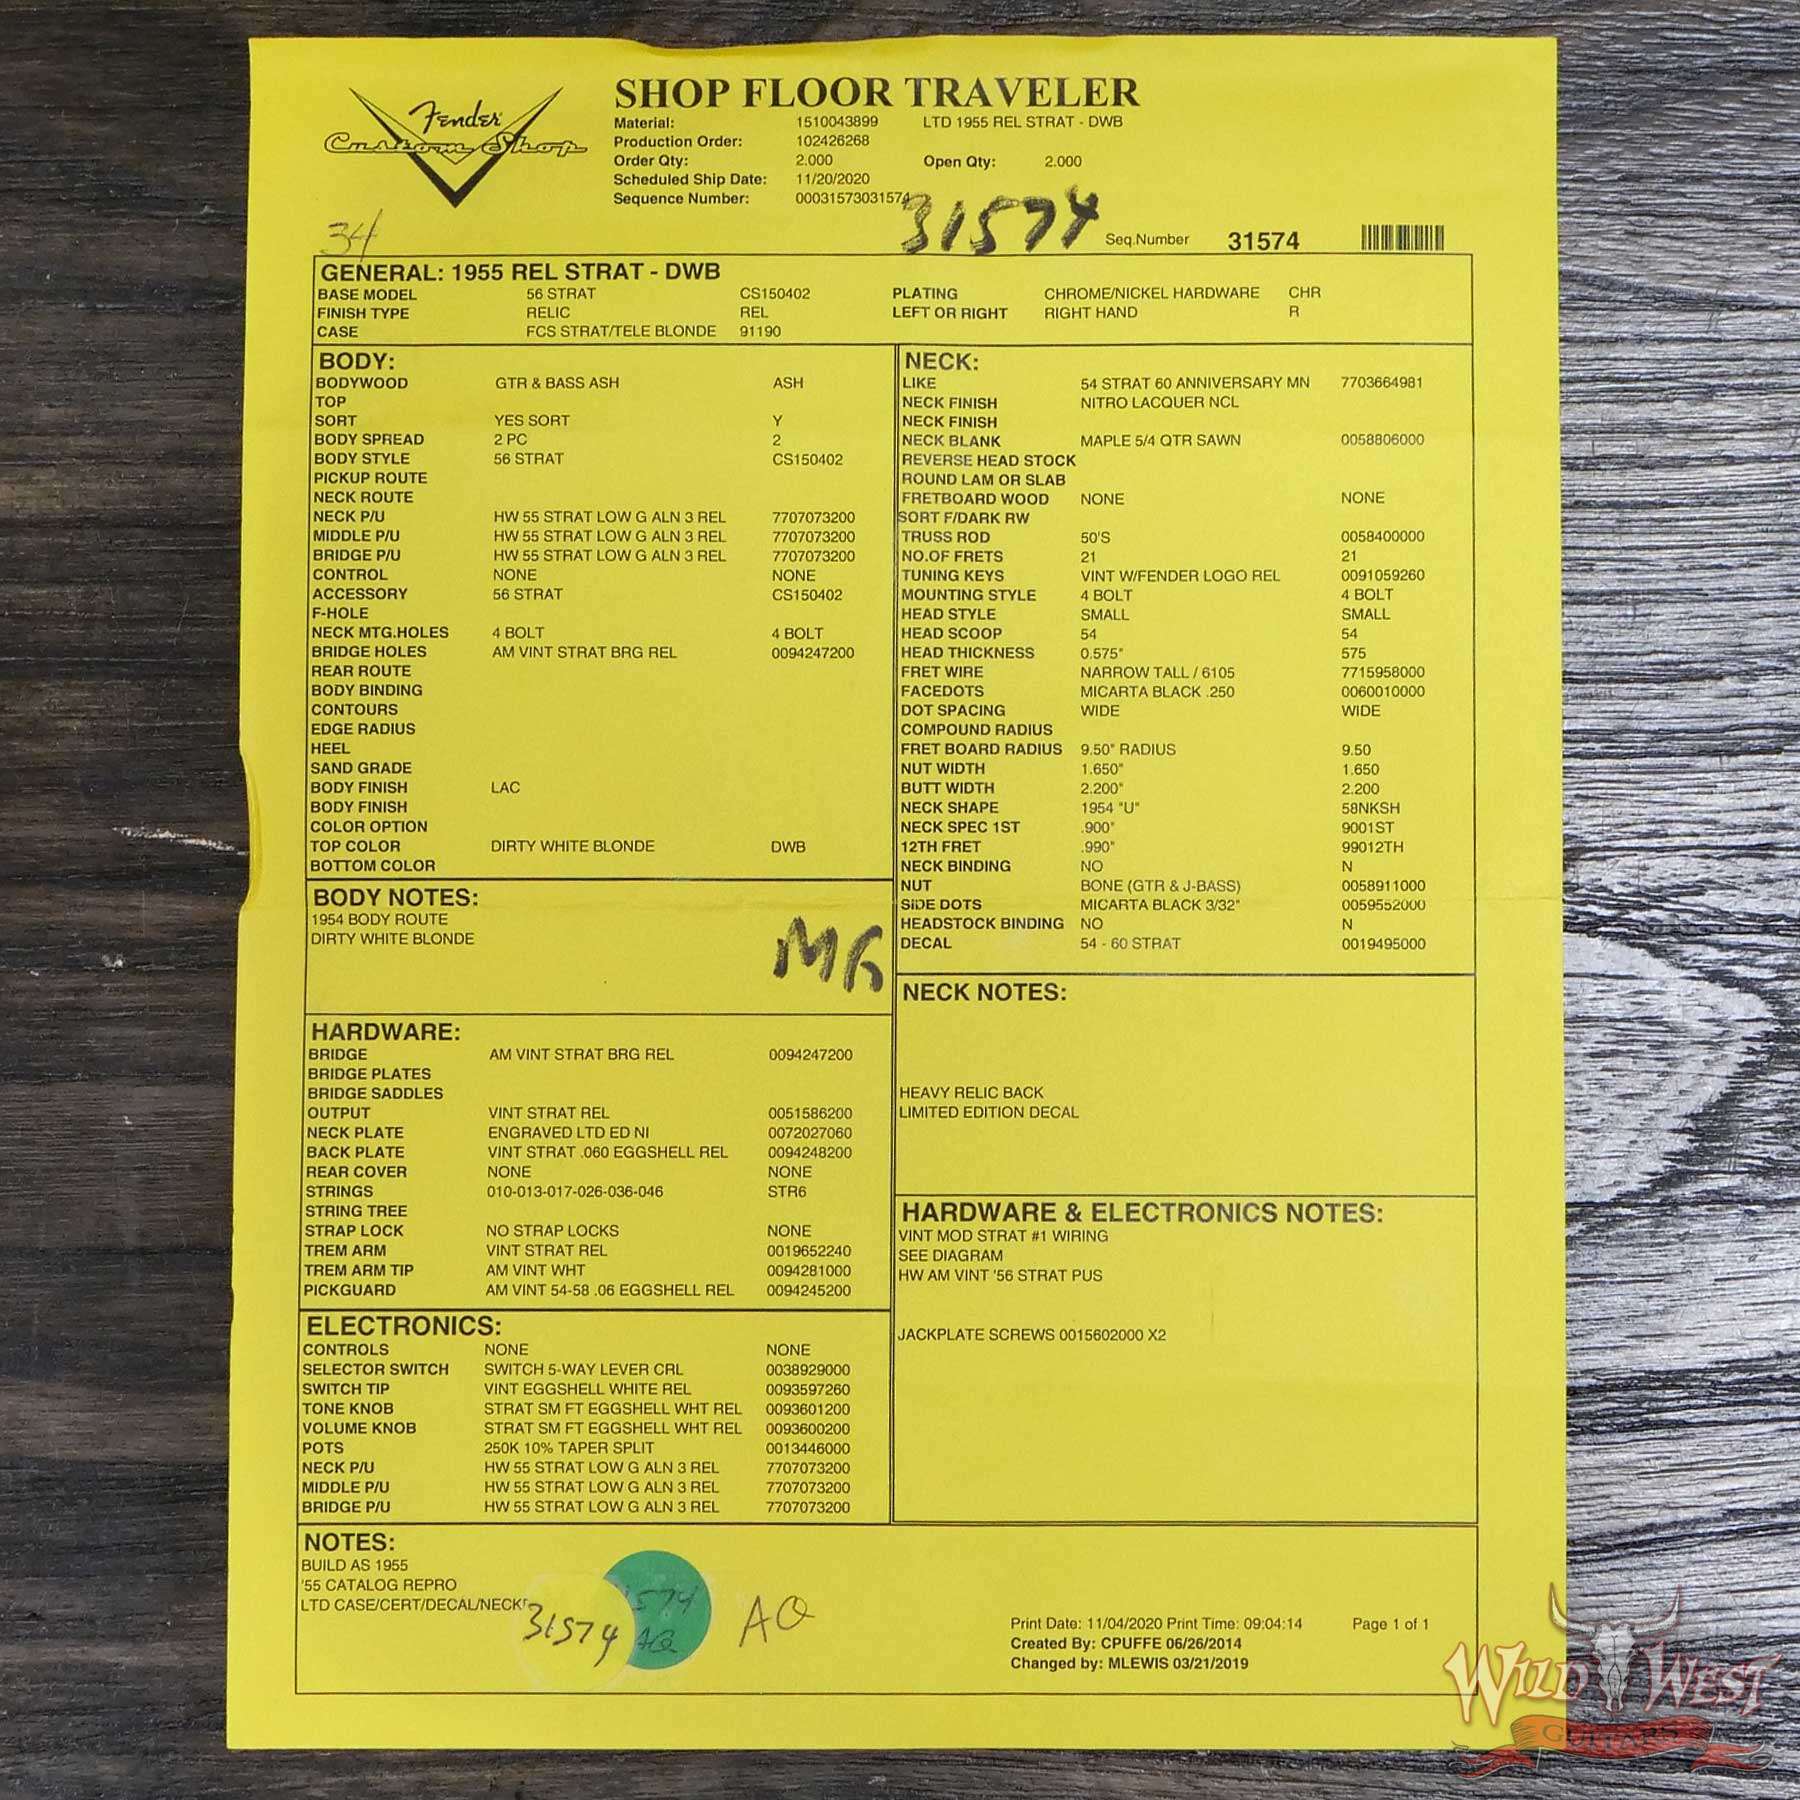 Fender
Custom Shop
SHOP FLOOR TRAVELER
Material: 1510043899 LTD 1955 REL STRAT - DWB
Production Order: 102426268
Order Qty: 2.000 Open Qty: 2.000
Scheduled Ship Date: 11/20/2020
Sequence Number: 00031573031574
34
31574 Seq.Number 31574
GENERAL: 1955 REL STRAT - DWB
BASE MODEL 56 STRAT CS150402 PLATING CHROME/NICKEL HARDWARE CHR
FINISH TYPE RELIC REL LEFT OR RIGHT RIGHT HAND R
CASE FCS STRAT/TELE BLONDE 91190
BODY:
BODYWOOD GTR & BASS ASH ASH
TOP
SORT YES SORT Y
BODY SPREAD 2 PC 2
BODY STYLE 56 STRAT CS150402
PICKUP ROUTE
NECK ROUTE
NECK P/U HW 55 STRAT LOW G ALN 3 REL 7707073200
MIDDLE P/U HW 55 STRAT LOW G ALN 3 REL 7707073200
BRIDGE P/U HW 55 STRAT LOW G ALN 3 REL 7707073200
CONTROL NONE NONE
ACCESSORY 56 STRAT CS150402
F-HOLE
NECK MTG.HOLES 4 BOLT 4 BOLT
BRIDGE HOLES AM VINT STRAT BRG REL 0094247200
REAR ROUTE
BODY BINDING
CONTOURS
EDGE RADIUS
HEEL
SAND GRADE
BODY FINISH LAC
BODY FINISH
COLOR OPTION
TOP COLOR DIRTY WHITE BLONDE DWB
BOTTOM COLOR
BODY NOTES:
1954 BODY ROUTE
DIRTY WHITE BLONDE
HARDWARE:
BRIDGE AM VINT STRAT BRG REL 0094247200
BRIDGE PLATES
BRIDGE SADDLES
OUTPUT VINT STRAT REL 0051586200
NECK PLATE ENGRAVED LTD ED NI 0072027060
BACK PLATE VINT STRAT .060 EGGSHELL REL 0094248200
REAR COVER NONE NONE
STRINGS 010-013-017-026-036-046 STR6
STRING TREE
STRAP LOCK NO STRAP LOCKS NONE
TREM ARM VINT STRAT REL 0019652240
TREM ARM TIP AM VINT WHT 0094281000
PICKGUARD AM VINT 54-58 .06 EGGSHELL REL 0094245200
ELECTRONICS:
CONTROLS NONE NONE
SELECTOR SWITCH SWITCH 5-WAY LEVER CRL 0038929000
SWITCH TIP VINT EGGSHELL WHITE REL 0093597260
TONE KNOB STRAT SM FT EGGSHELL WHT REL 0093601200
VOLUME KNOB STRAT SM FT EGGSHELL WHT REL 0093600200
POTS 250K 10% TAPER SPLIT 0013446000
NECK P/U HW 55 STRAT LOW G ALN 3 REL 7707073200
MIDDLE P/U HW 55 STRAT LOW G ALN 3 REL 7707073200
BRIDGE P/U HW 55 STRAT LOW G ALN 3 REL 7707073200
NECK:
LIKE 54 STRAT 60 ANNIVERSARY MN 7703664981
NECK FINISH NITRO LACQUER NCL
NECK FINISH
NECK BLANK MAPLE 5/4 QTR SAWN 0058806000
REVERSE HEAD STOCK
ROUND LAM OR SLAB
FRETBOARD WOOD NONE NONE
SORT F/DARK RW
TRUSS ROD 50'S 0058400000
NO.OF FRETS 21 21
TUNING KEYS VINT W/FENDER LOGO REL 0091059260
MOUNTING STYLE 4 BOLT 4 BOLT
HEAD STYLE SMALL SMALL
HEAD SCOOP 54 54
HEAD THICKNESS 0.575" 575
FRET WIRE NARROW TALL / 6105 7715958000
FACEDOTS MICARTA BLACK .250 0060010000
DOT SPACING WIDE WIDE
COMPOUND RADIUS
FRET BOARD RADIUS 9.50" RADIUS 9.50
NUT WIDTH 1.650" 1.650
BUTT WIDTH 2.200" 2.200
NECK SHAPE 1954 "U" 58NKSH
NECK SPEC 1ST .900" 9001ST
12TH FRET .990" 99012TH
NECK BINDING NO N
NUT BONE (GTR & J-BASS) 0058911000
SIDE DOTS MICARTA BLACK 3/32" 0059552000
HEADSTOCK BINDING NO N
DECAL 54 - 60 STRAT 0019495000
NECK NOTES:
HEAVY RELIC BACK
LIMITED EDITION DECAL
HARDWARE & ELECTRONICS NOTES:
VINT MOD STRAT #1 WIRING
SEE DIAGRAM
HW AM VINT '56 STRAT PUS
JACKPLATE SCREWS 0015602000 X2
NOTES:
BUILD AS 1955
'55 CATALOG REPRO
LTD CASE/CERT/DECAL/NECK
31574 1574 AQ AQ
Print Date: 11/04/2020 Print Time: 09:04:14 Page 1 of 1
Created By: CPUFFE 06/26/2014
Changed by: MLEWIS 03/21/2019
WILD WEST
GUITARS